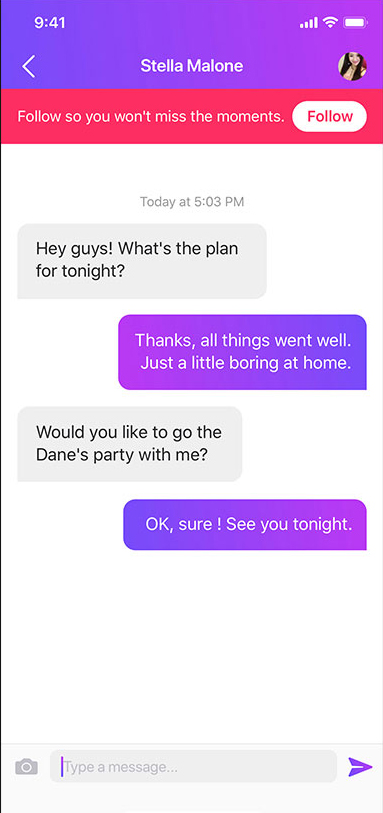 9:41
Stella Malone
Follow so you won't miss the moments. Follow
Today at 5:03 PM
Hey guys! What's the plan
for tonight?
Thanks, all things went well.
Just a little boring at home.
Would you like to go the
Dane's party with me?
OK, sure ! See you tonight.
Type a message...